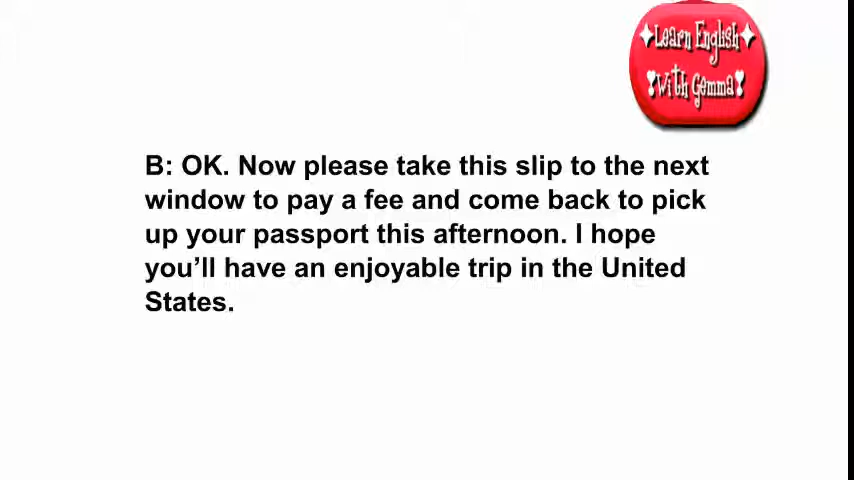 Learn English
With Gemma
B: OK. Now please take this slip to the next
window to pay a fee and come back to pick
up your passport this afternoon. I hope
you’ll have an enjoyable trip in the United
States.